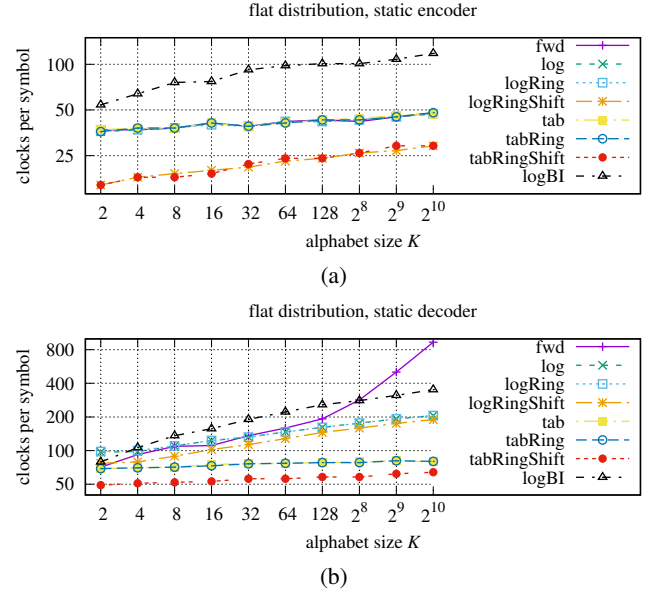 flat distribution, static encoder
clocks per symbol
100
50
25
2 4 8 16 32 64 128 2^8 2^9 2^10
alphabet size K
fwd
log
logRing
logRingShift
tab
tabRing
tabRingShift
logBI
(a)
flat distribution, static decoder
clocks per symbol
800
400
200
100
50
2 4 8 16 32 64 128 2^8 2^9 2^10
alphabet size K
fwd
log
logRing
logRingShift
tab
tabRing
tabRingShift
logBI
(b)